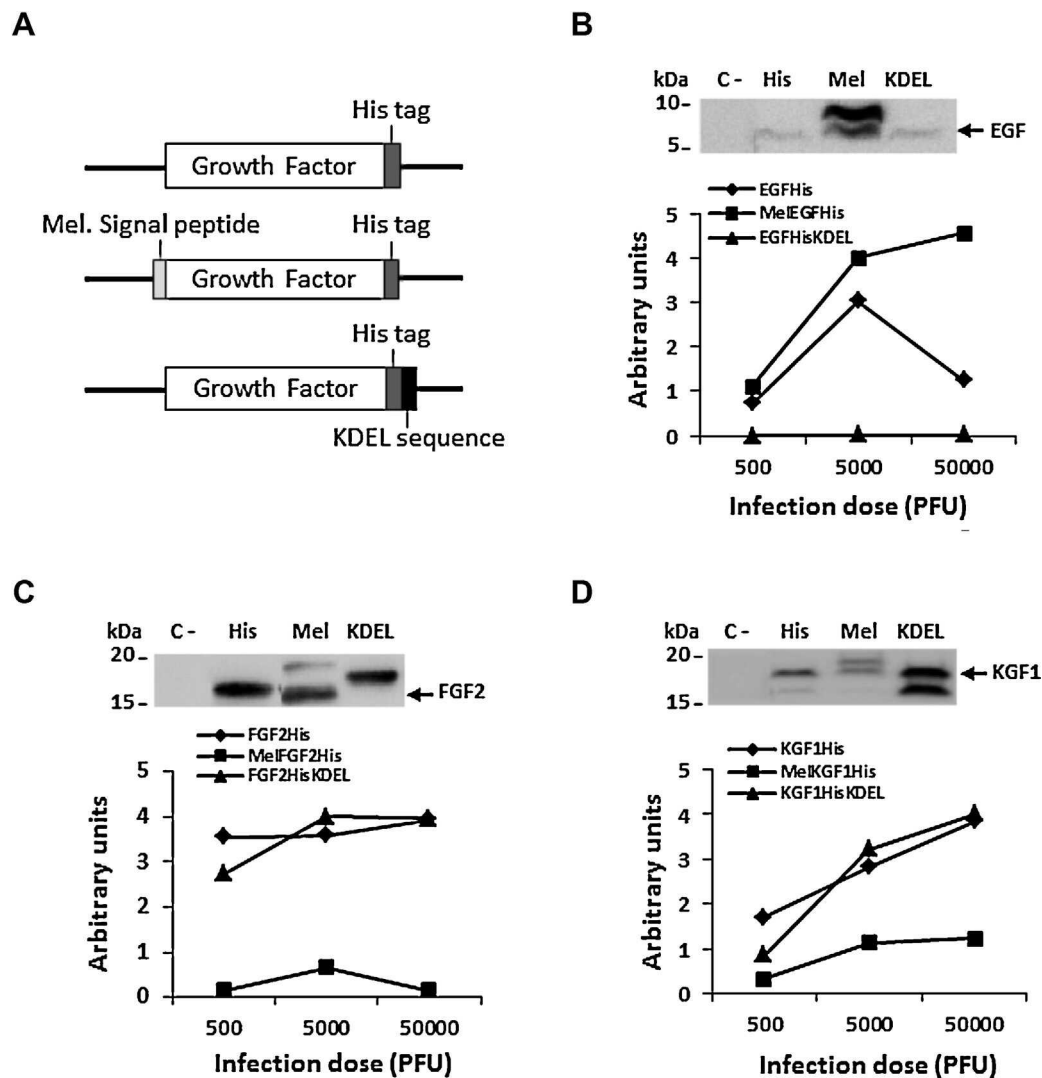 A
His tag
Growth Factor
Mel. Signal peptide
His tag
Growth Factor
His tag
Growth Factor
KDEL sequence
B
kDa C - His Mel KDEL
10-
5-
EGF
EGFHis
MelEGFHis
EGFHisKDEL
Arbitrary units
5
4
3
2
1
0
500 5000 50000
Infection dose (PFU)
C
kDa C - His Mel KDEL
20-
15-
FGF2
FGF2His
MelFGF2His
FGF2HisKDEL
Arbitrary units
5
4
3
2
1
0
500 5000 50000
Infection dose (PFU)
D
kDa C - His Mel KDEL
20-
15-
KGF1
KGF1His
MelKGF1His
KGF1HisKDEL
Arbitrary units
5
4
3
2
1
0
500 5000 50000
Infection dose (PFU)